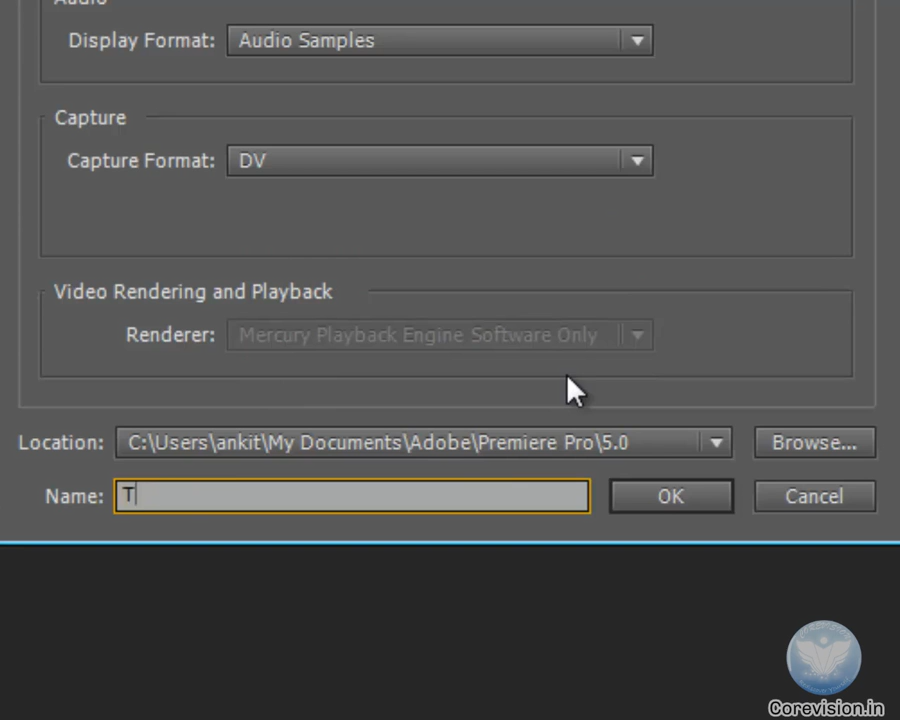 Audio
Display Format: Audio Samples
Capture
Capture Format: DV
Video Rendering and Playback
Renderer: Mercury Playback Engine Software Only
Location: C:\Users\ankit\My Documents\Adobe\Premiere Pro\5.0 Browse...
Name: T OK Cancel
Corevision.in